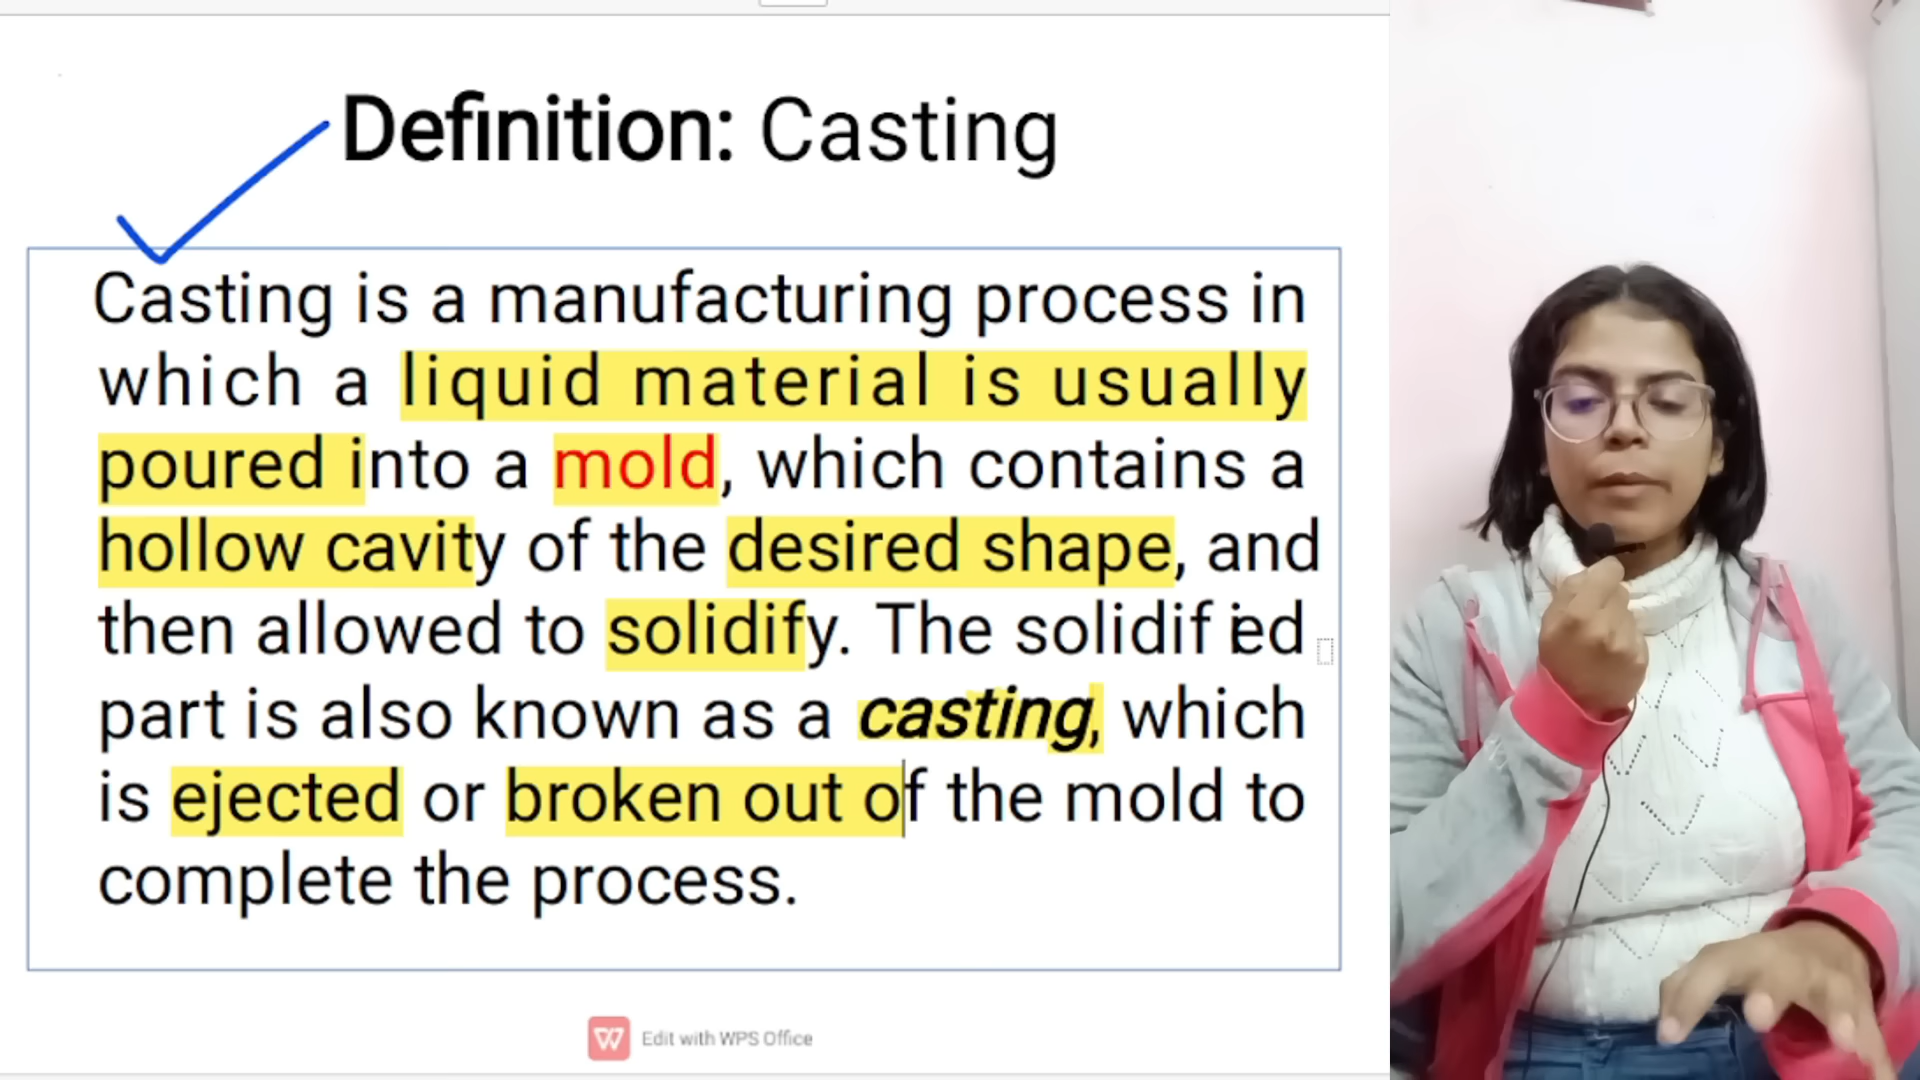 Definition: Casting
Casting is a manufacturing process in
which a liquid material is usually
poured into a mold, which contains a
hollow cavity of the desired shape, and
then allowed to solidify. The solidified
part is also known as a casting, which
is ejected or broken out of the mold to
complete the process.
Edit with WPS Office